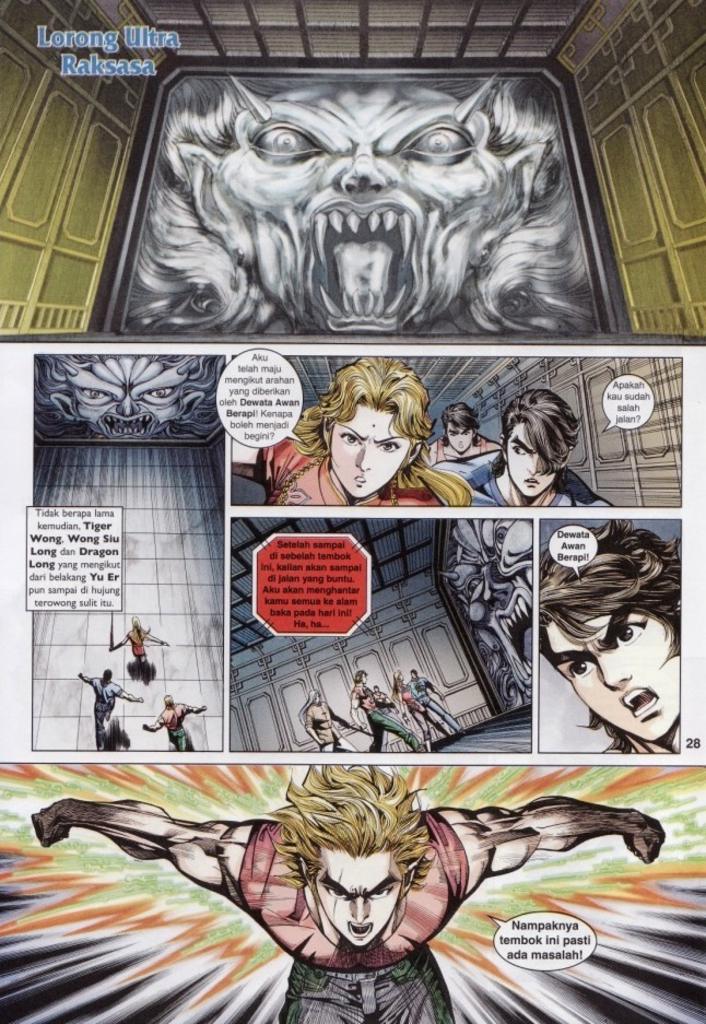 Lorong Ultra
Raksasa
Aku
telah maju
mengikut arahan
yang diberikan
oleh Dewata Awan
Berapi! Kenapa
boleh menjadi
begini?
Apakah
kau sudah
salah
jalan?
Tidak berapa lama
kemudian, Tiger
Wong, Wong Siu
Long dan Dragon
Long yang mengikut
dari belakang Yu Er
pun sampai di hujung
terowong sulit itu.
Setelah sampai
di sebelah tembok
ini, kalian akan sampai
di jalan yang buntu.
Aku akan menghantar
kamu semua ke alam
baka pada hari ini!
Ha, ha...
Dewata
Awan
Berapi!
28
Nampaknya
tembok ini pasti
ada masalah!